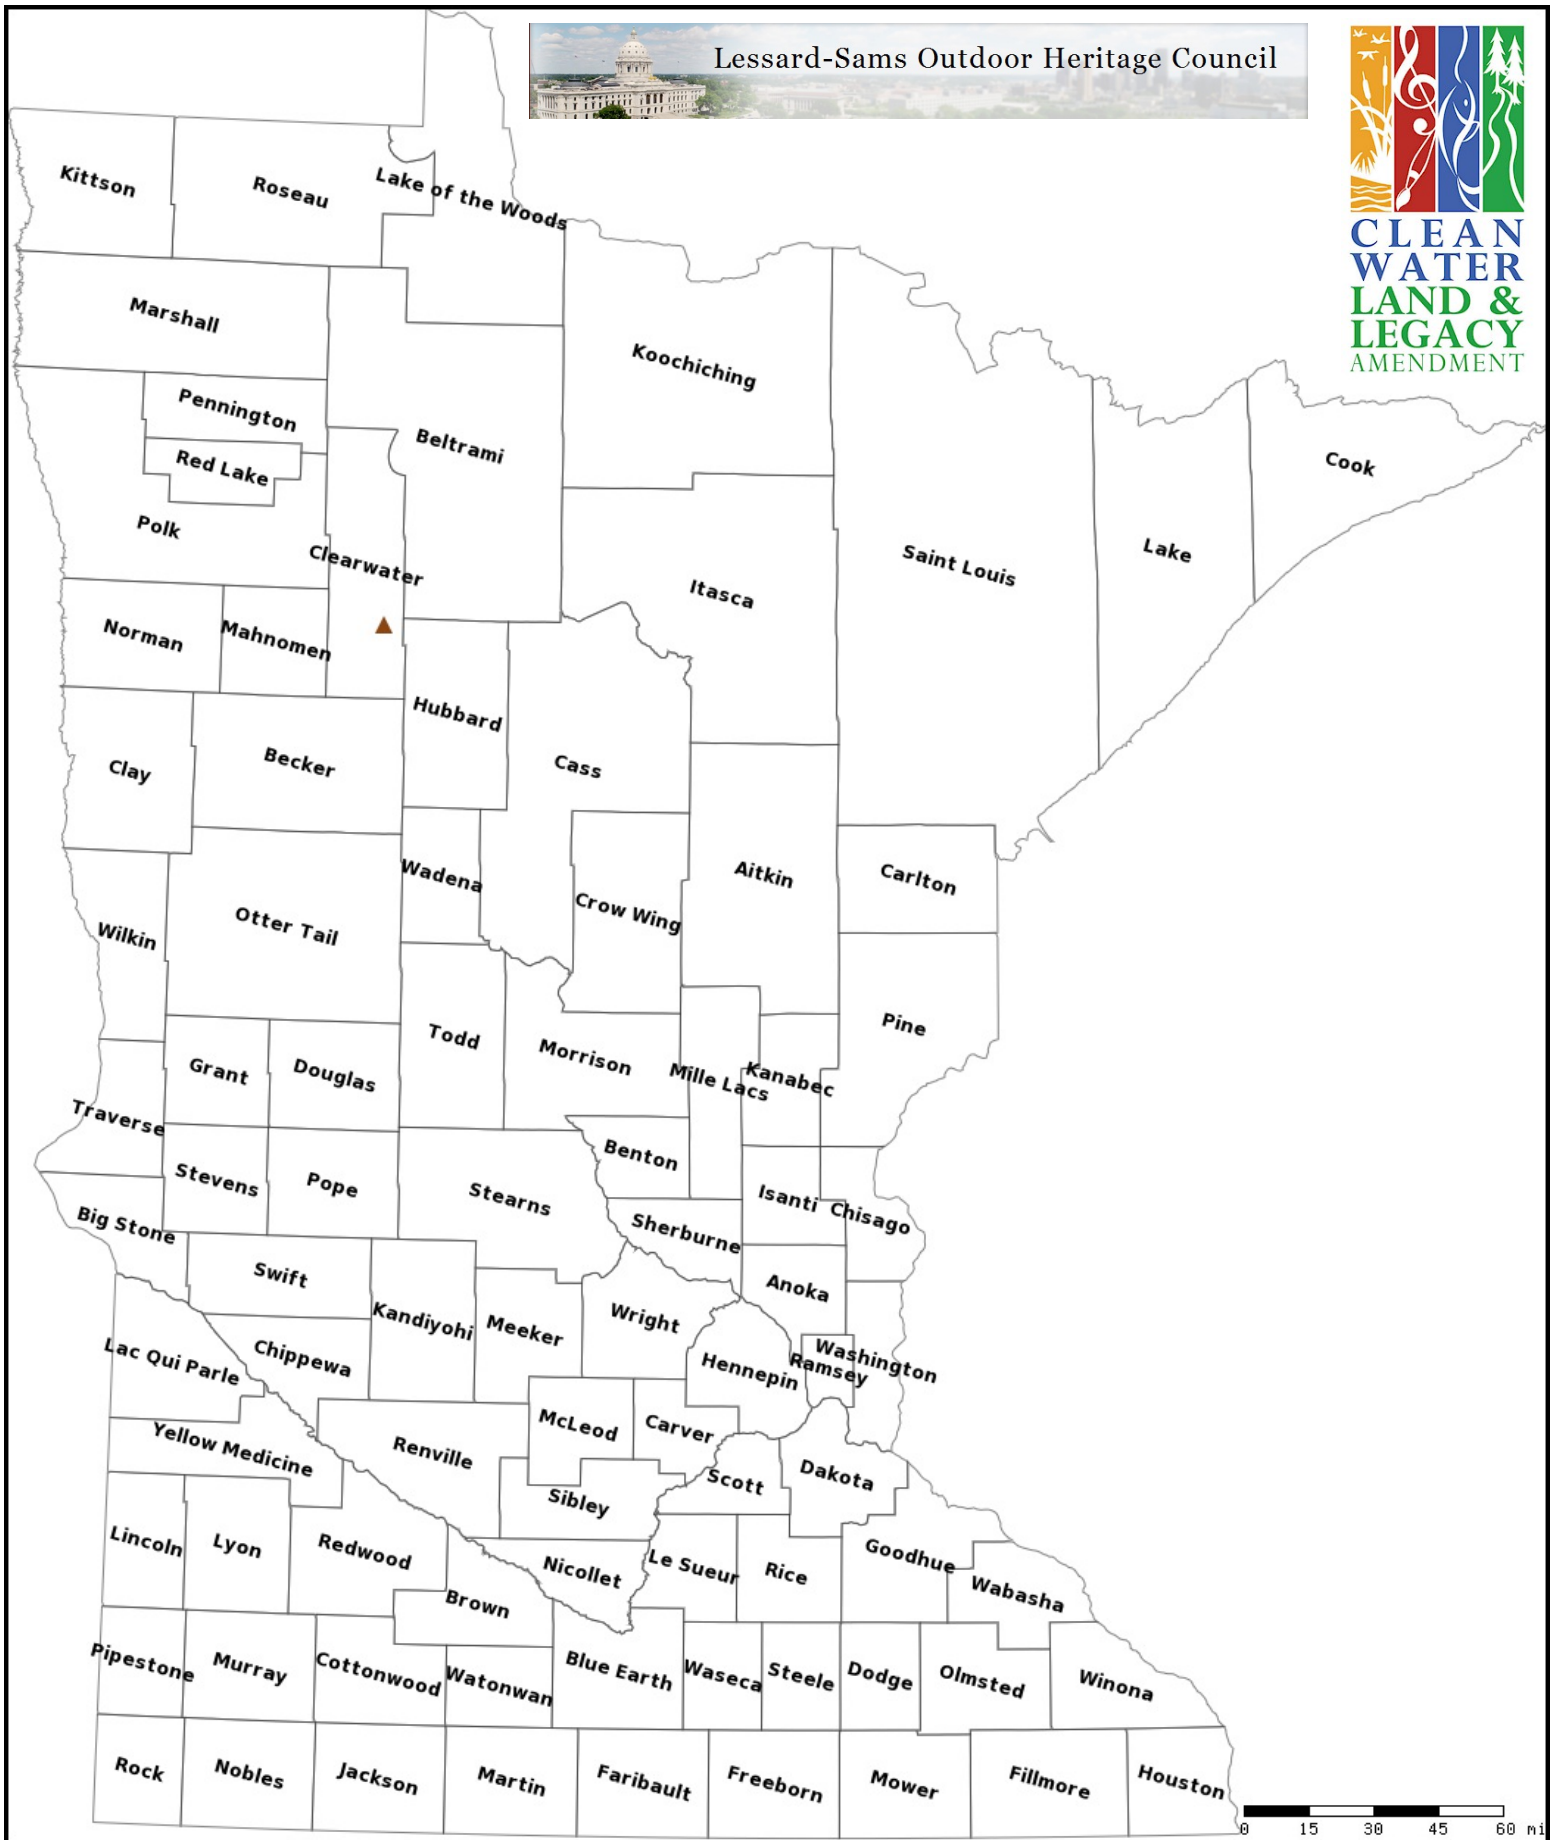 Lessard-Sams Outdoor Heritage Council
CLEAN
WATER
LAND &
LEGACY
AMENDMENT
Kittson
Roseau
Lake of the Woods
Marshall
Koochiching
Pennington
Beltrami
Red Lake
Cook
Polk
Clearwater
Saint Louis
Lake
Itasca
Norman
Mahnomen
Hubbard
Clay
Becker
Cass
Wadena
Aitkin
Carlton
Otter Tail
Crow Wing
Wilkin
Todd
Pine
Grant
Douglas
Morrison
Mille Lacs
Kanabec
Traverse
Benton
Stevens
Pope
Stearns
Isanti
Chisago
Big Stone
Sherburne
Swift
Anoka
Kandiyohi
Meeker
Wright
Lac Qui Parle
Chippewa
Hennepin
Ramsey
Washington
Yellow Medicine
Renville
McLeod
Carver
Scott
Dakota
Sibley
Lincoln
Lyon
Redwood
Nicollet
Le Sueur
Rice
Goodhue
Brown
Wabasha
Pipestone
Murray
Cottonwood
Watonwan
Blue Earth
Waseca
Steele
Dodge
Olmsted
Winona
Rock
Nobles
Jackson
Martin
Faribault
Freeborn
Mower
Fillmore
Houston
0 15 30 45 60 mi